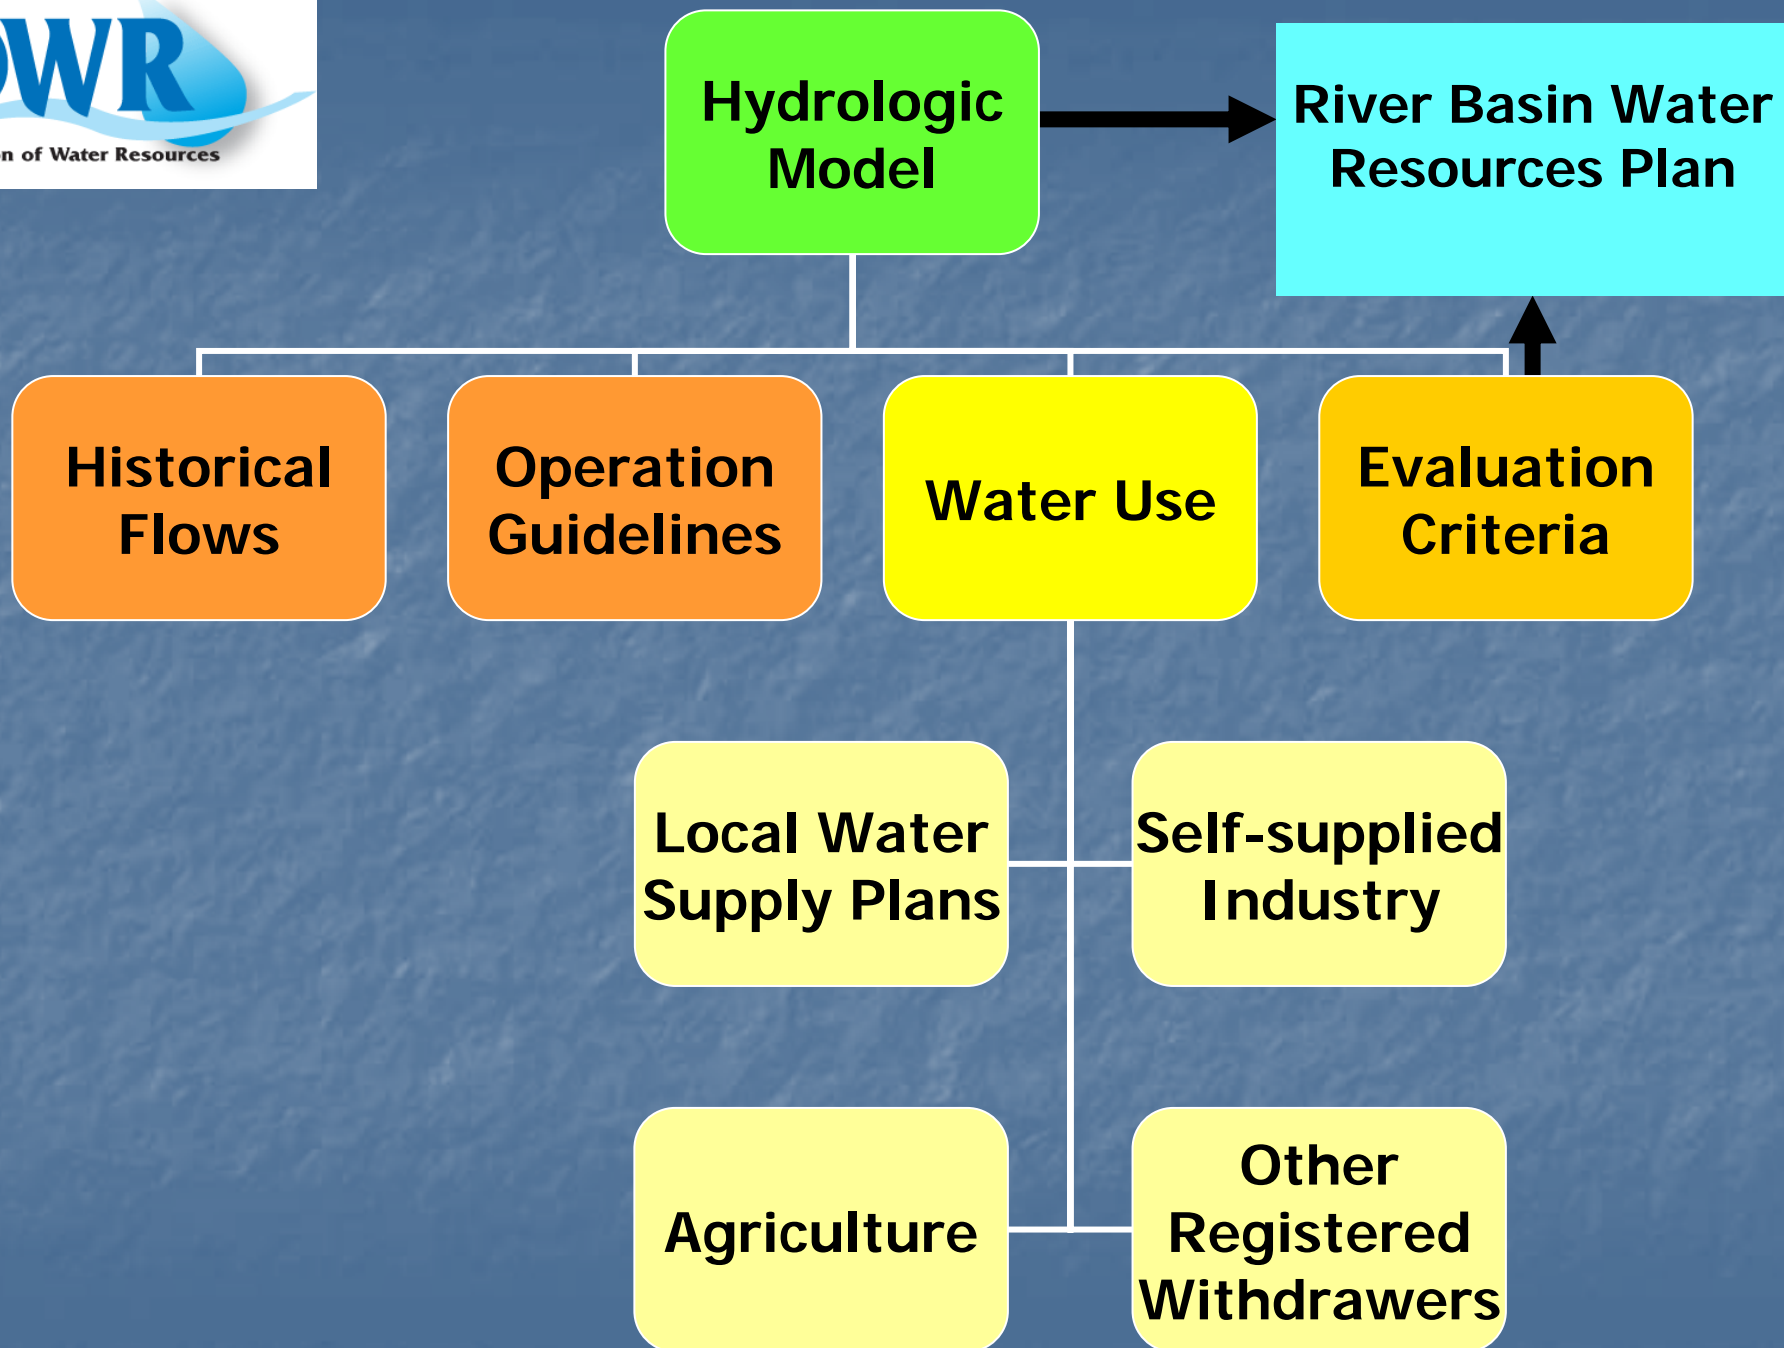 WR
of Water Resources
Hydrologic
Model
River Basin Water
Resources Plan
Historical
Flows
Operation
Guidelines
Water Use
Evaluation
Criteria
Local Water
Supply Plans
Self-supplied
Industry
Agriculture
Other
Registered
Withdrawers